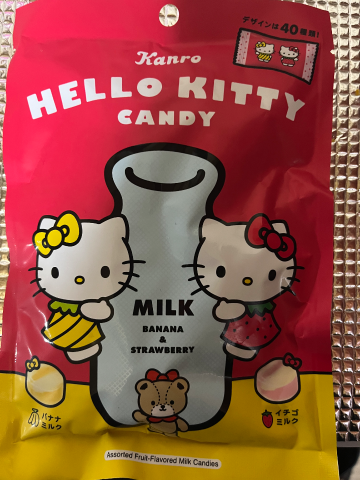 デザインは40種類!
Kanro
HELLO KITTY
CANDY
MILK
BANANA
&
STRAWBERRY
バナナ
ミルク
イチゴ
ミルク
Assorted Fruit-Flavored Milk Candies